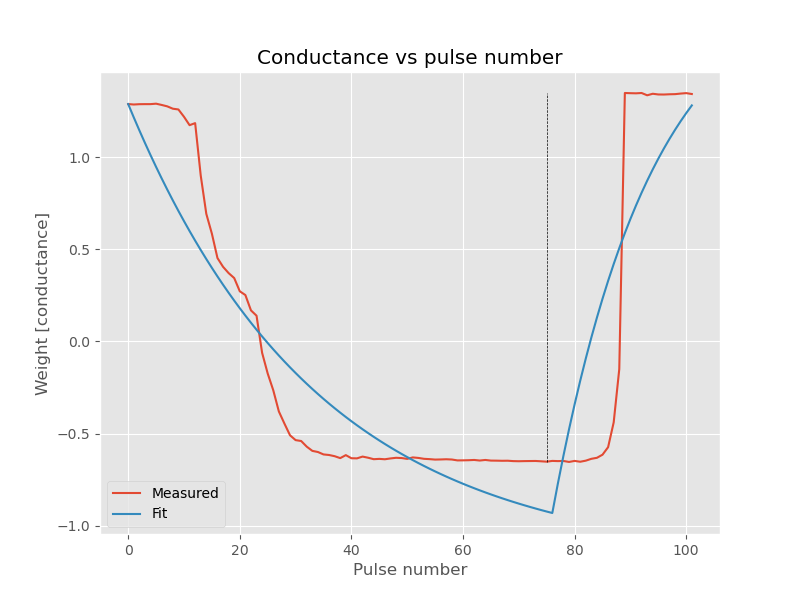 Conductance vs pulse number
Weight [conductance]
1.0
0.5
0.0
−0.5
−1.0
Measured
Fit
0 20 40 60 80 100
Pulse number